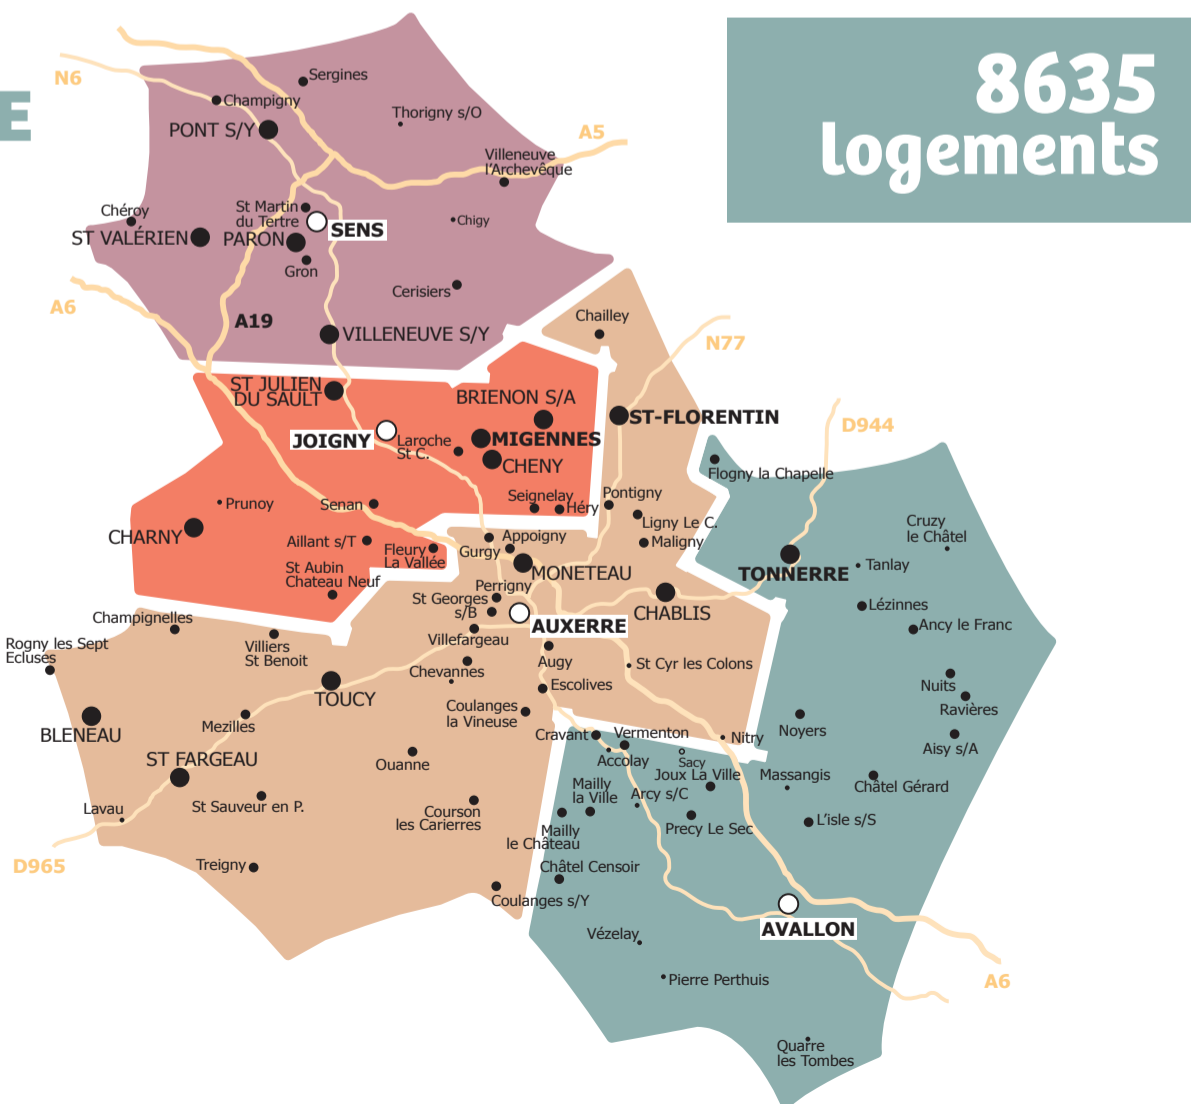 E
8635
logements
N6
Sergines
Champigny
Thorigny s/O
PONT S/Y
A5
Villeneuve
l'Archevêque
Chéroy
St Martin
du Tertre
SENS
Chigy
ST VALÉRIEN
PARON
Gron
Cerisiers
A6
A19
VILLENEUVE S/Y
Chailley
N77
ST JULIEN
DU SAULT
BRIENON S/A
ST-FLORENTIN
D944
JOIGNY
Laroche
St C.
MIGENNES
CHENY
Flogny la Chapelle
Prunoy
Senan
Seignelay
Héry
Pontigny
Ligny Le C.
Maligny
CHARNY
Aillant s/T
Fleury
La Vallée
Gurgy
Appoigny
MONETEAU
Cruzy
le Châtel
Tanlay
TONNERRE
St Aubin
Chateau Neuf
Perrigny
St Georges
s/B
CHABLIS
Lézinnes
Champignelles
AUXERRE
Ancy le Franc
Rogny les Sept
Ecluses
Villiers
St Benoit
Villefargeau
Augy
St Cyr les Colons
Chevannes
Escolives
Nuits
TOUCY
Ravières
BLENEAU
Mezilles
Coulanges
la Vineuse
Cravant
Vermenton
Nitry
Noyers
Aisy s/A
ST FARGEAU
Ouanne
Accolay
Sacy
Joux La Ville
Massangis
Châtel Gérard
Lavau
St Sauveur en P.
Courson
les Carierres
Mailly
la Ville
Arcy s/C
Precy Le Sec
L'isle s/S
Mailly
le Château
D965
Treigny
Châtel Censoir
Coulanges s/Y
AVALLON
Vézelay
Pierre Perthuis
A6
Quarre
les Tombes